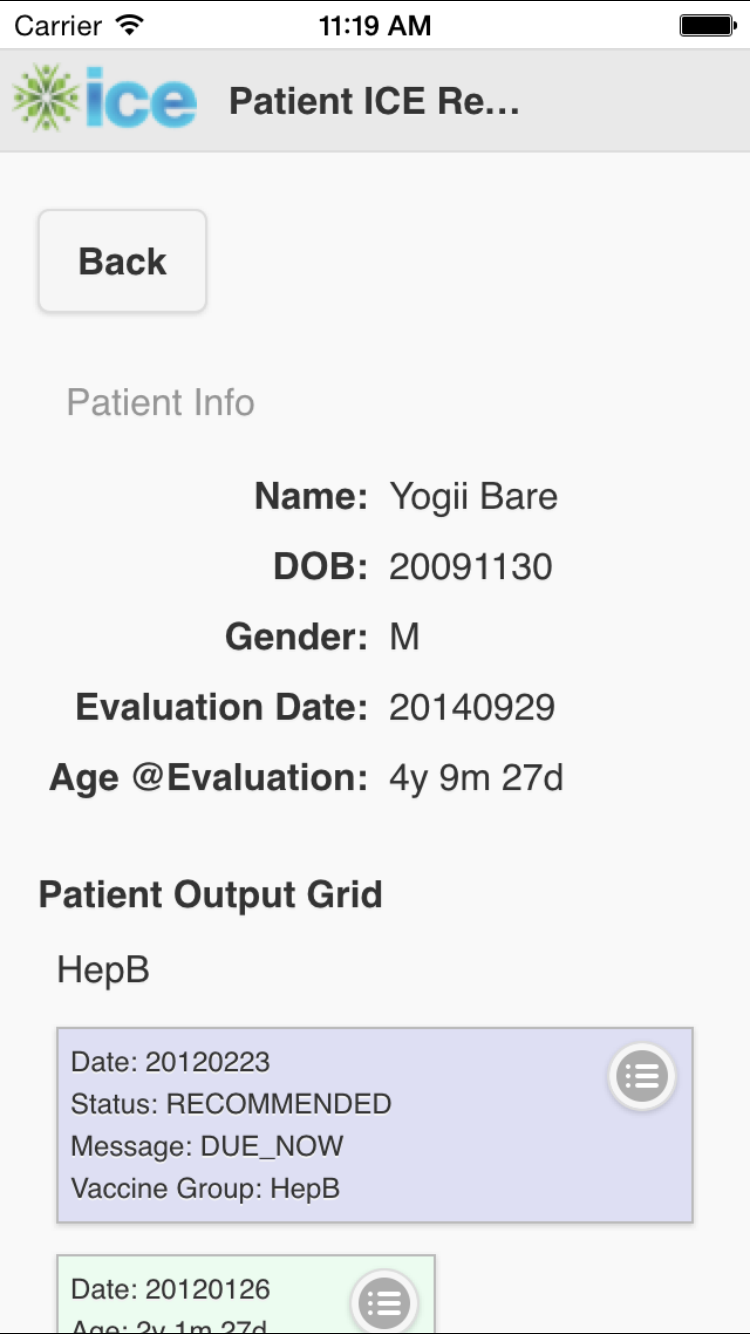 Carrier 11:19 AM
ice Patient ICE Re...
Back
Patient Info
Name: Yogii Bare
DOB: 20091130
Gender: M
Evaluation Date: 20140929
Age @Evaluation: 4y 9m 27d
Patient Output Grid
HepB
Date: 20120223
Status: RECOMMENDED
Message: DUE_NOW
Vaccine Group: HepB
Date: 20120126
Age: 2y 1m 27d